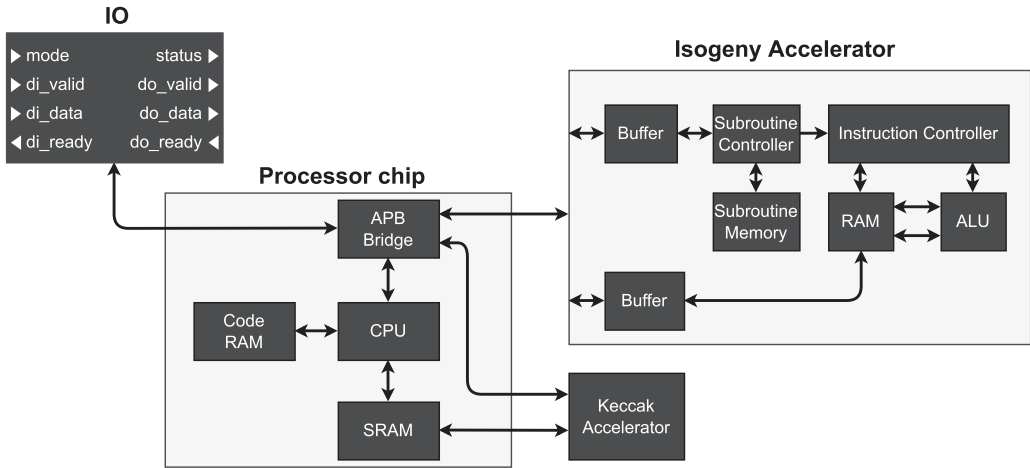 IO
mode
status
di_valid
do_valid
di_data
do_data
di_ready
do_ready
Processor chip
APB
Bridge
Code
RAM
CPU
SRAM
Isogeny Accelerator
Buffer
Subroutine
Controller
Instruction Controller
Subroutine
Memory
RAM
ALU
Buffer
Keccak
Accelerator